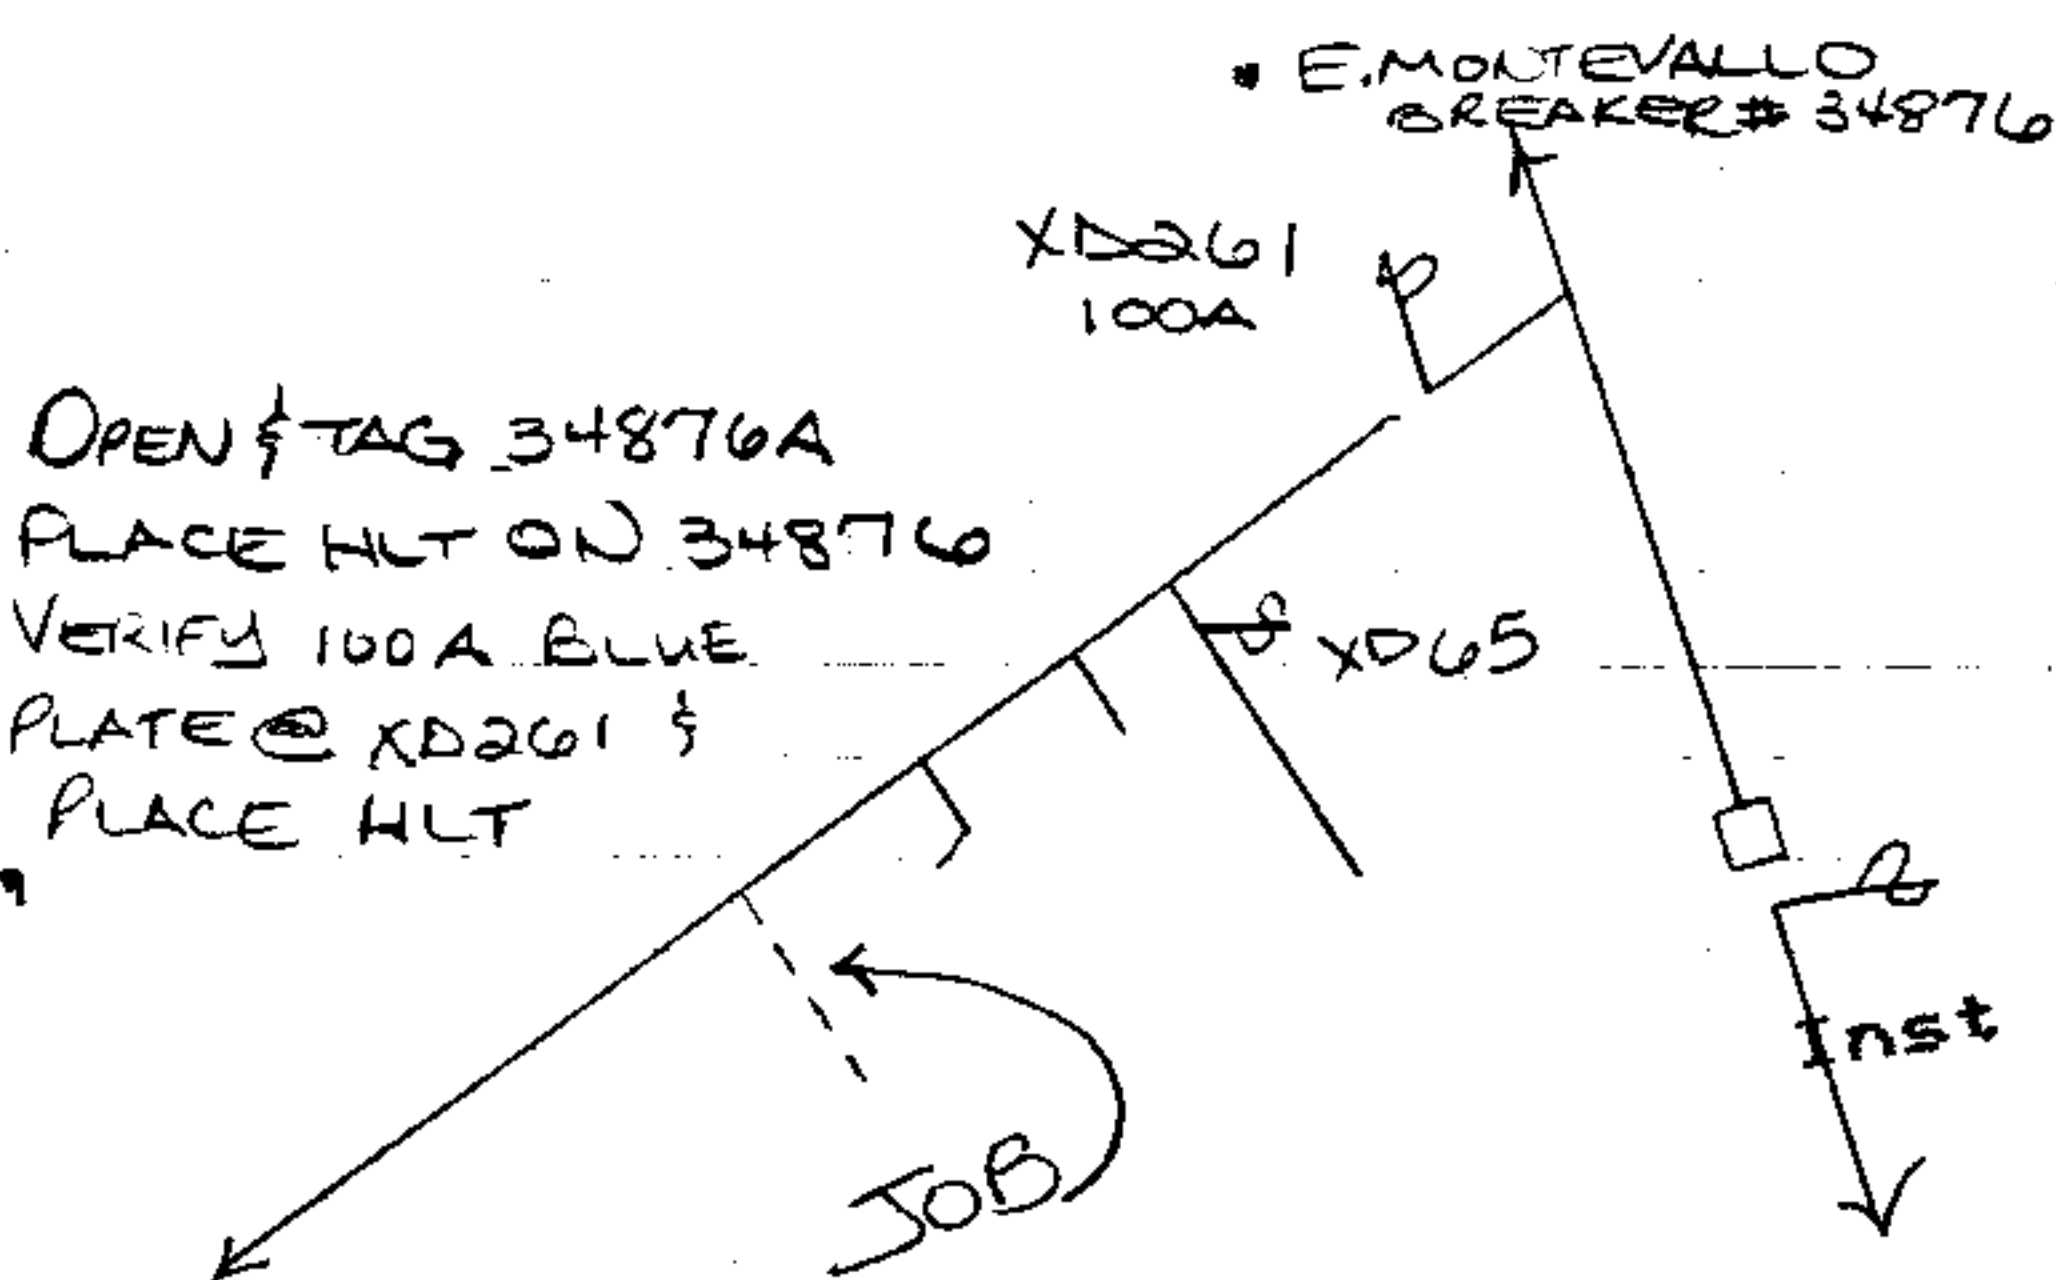 E. MONTEVALLO
BREAKER # 34876
XD261
100A
OPEN & TAG 34876A
PLACE HLT ON 34876
VERIFY 100A BLUE
PLATE @ XD261 &
PLACE HLT
XD65
Inst
JOB